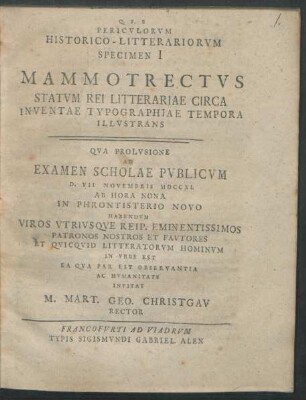 Q. F. S
PERICVLORVM
HISTORICO-LITTERARIORVM
SPECIMEN I
MAMMOTRECTVS
STATVM REI LITTERARIAE CIRCA
INVENTAE TYPOGRAPHIAE TEMPORA
ILLVSTRANS
QVA PROLVSIONE
AD
EXAMEN SCHOLAE PVBLICVM
D. VII NOVEMBRIS MDCCXL
AB HORA NONA
IN PHRONTISTERIO NOVO
HABENDVM
VIROS VTRIVSQVE REIP. EMINENTISSIMOS
PATRONOS NOSTROS ET FAVTORES
ET QVICQVID LITTERATORVM HOMINVM
IN VRBE EST
EA QVA PAR EST OBSERVANTIA
AC HVMANITATE
INVITAT
M. MART. GEO. CHRISTGAV
RECTOR
FRANCOFVRTI AD VIADRVM
TYPIS SIGISMVNDI GABRIEL. ALEX